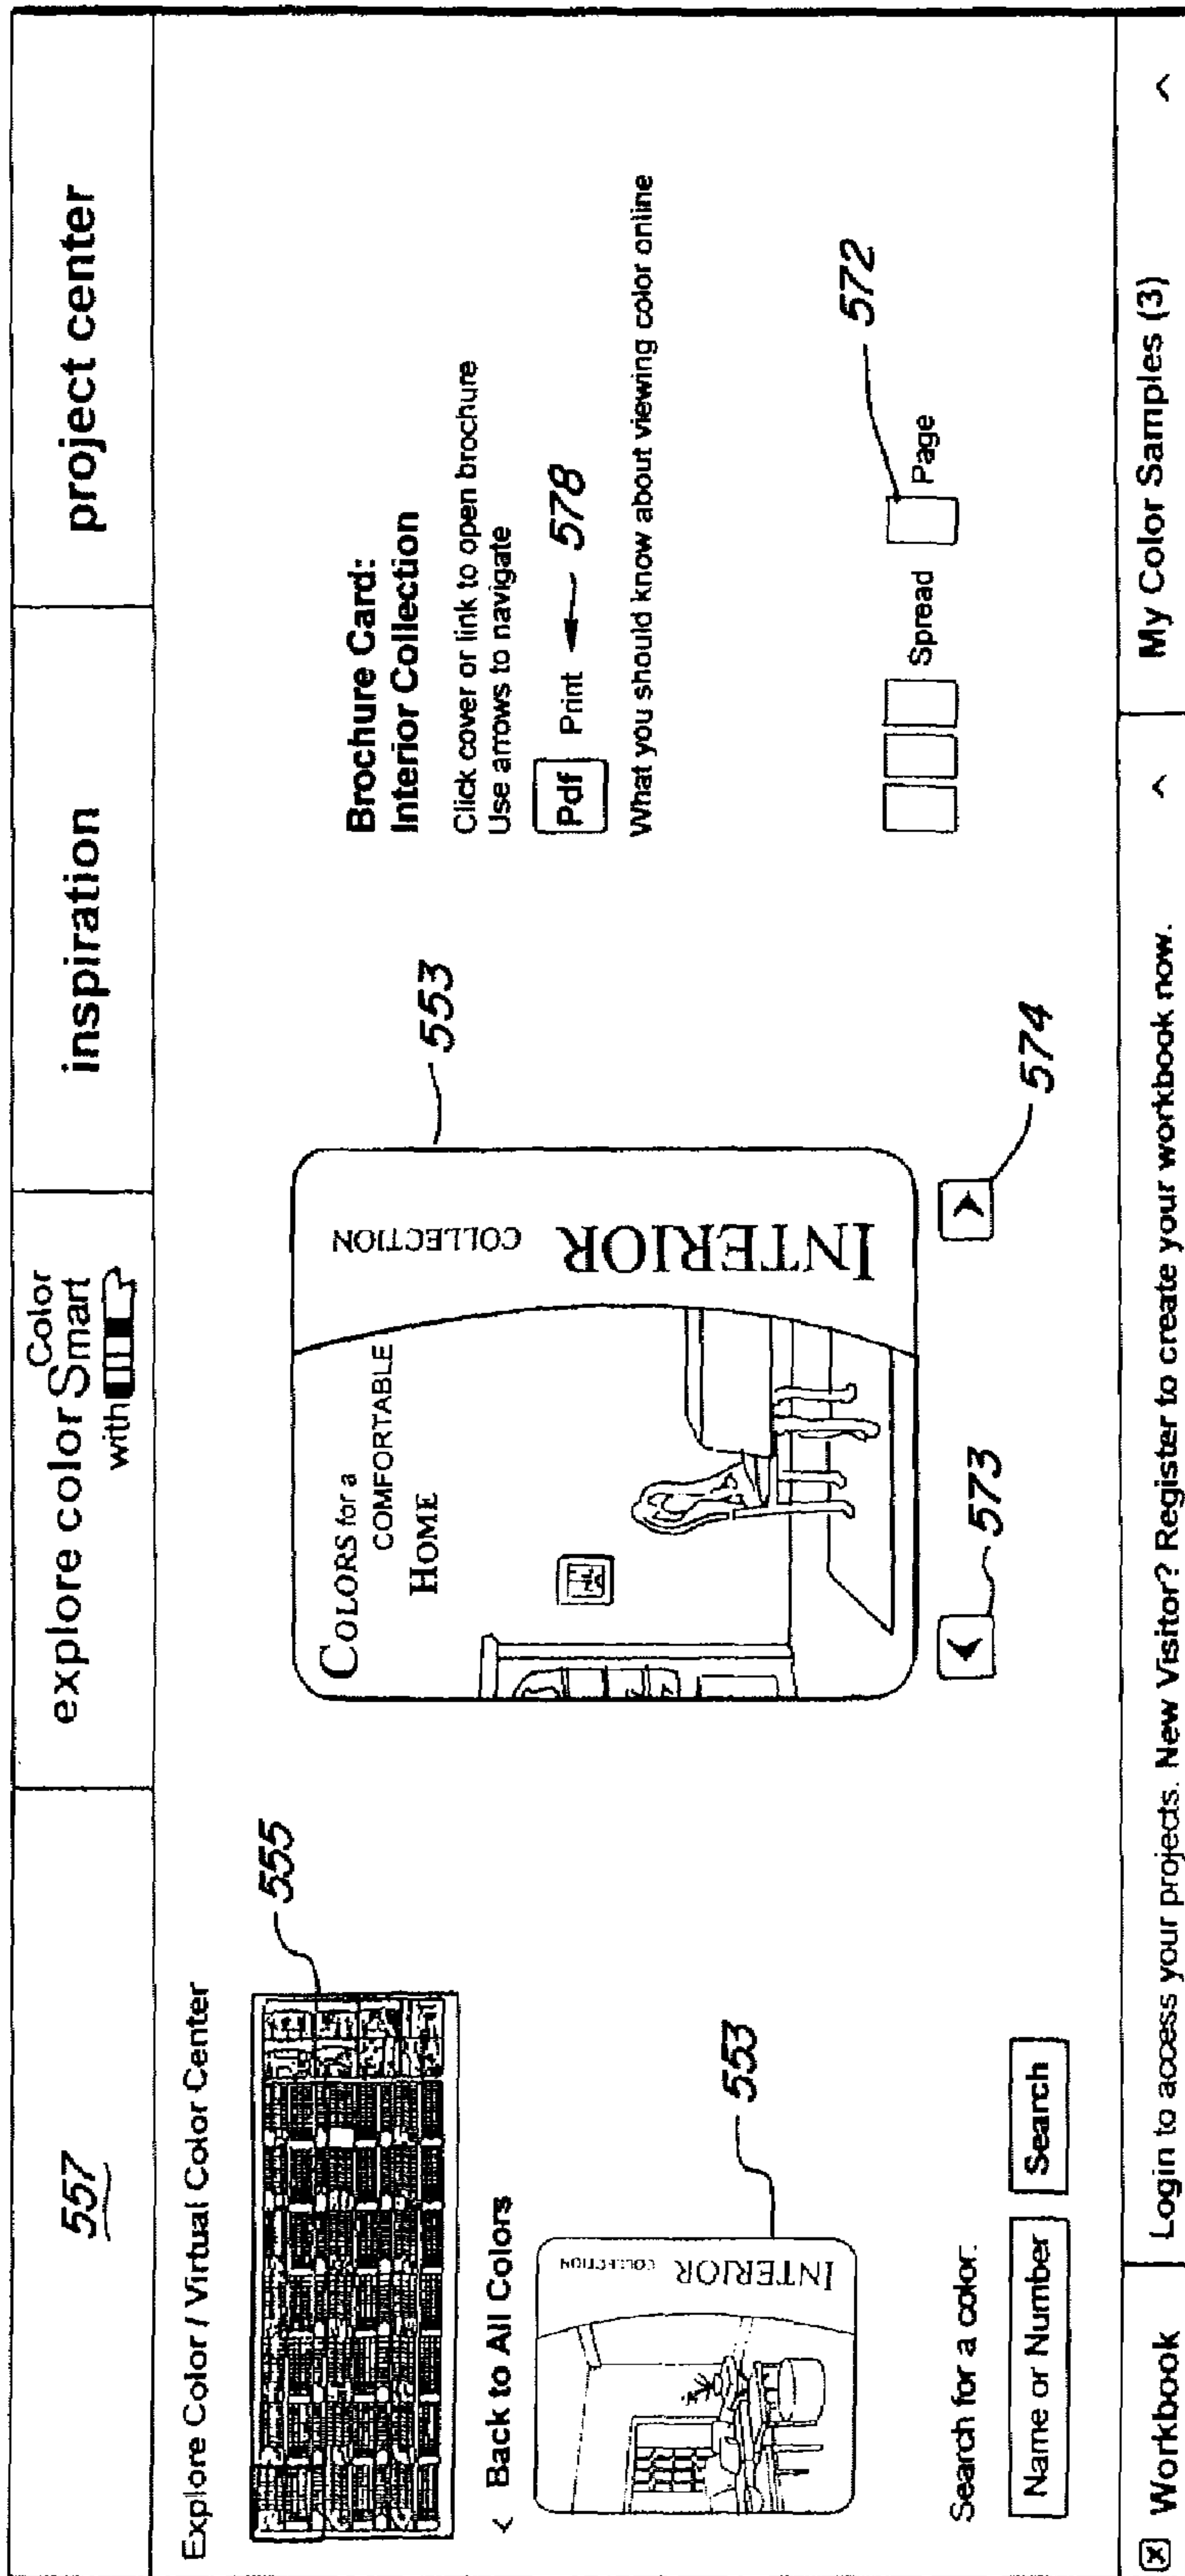 557
explore color
with
Color
Smart
inspiration
project center
Explore Color / Virtual Color Center
555
< Back to All Colors
INTERIOR
COLLECTION
553
Search for a color:
Name or Number
Search
COLORS for a
COMFORTABLE
HOME
INTERIOR
COLLECTION
553
573
574
Brochure Card:
Interior Collection
Click cover or link to open brochure
Use arrows to navigate
Pdf Print
578
What you should know about viewing color online
Spread Page
572
Workbook
Login to access your projects. New Visitor? Register to create your workbook now.
My Color Samples (3)